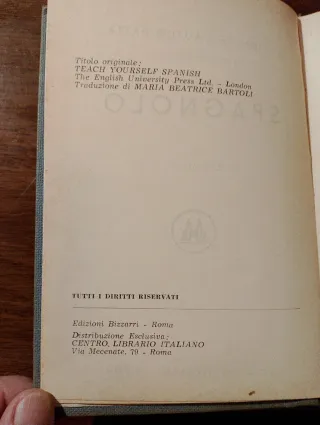 Titolo originale;
TEACH YOURSELF SPANISH
The English University Press Ltd. - London
Traduzione di MARIA BEATRICE BARTOLI
SPAGNOLO
TUTTI I DIRITTI RISERVATI
Edizioni Bizzarri - Roma
Distribuzione Esclusiva;
CENTRO, LIBRARIO ITALIANO
Via Mecenate, 79 - Roma